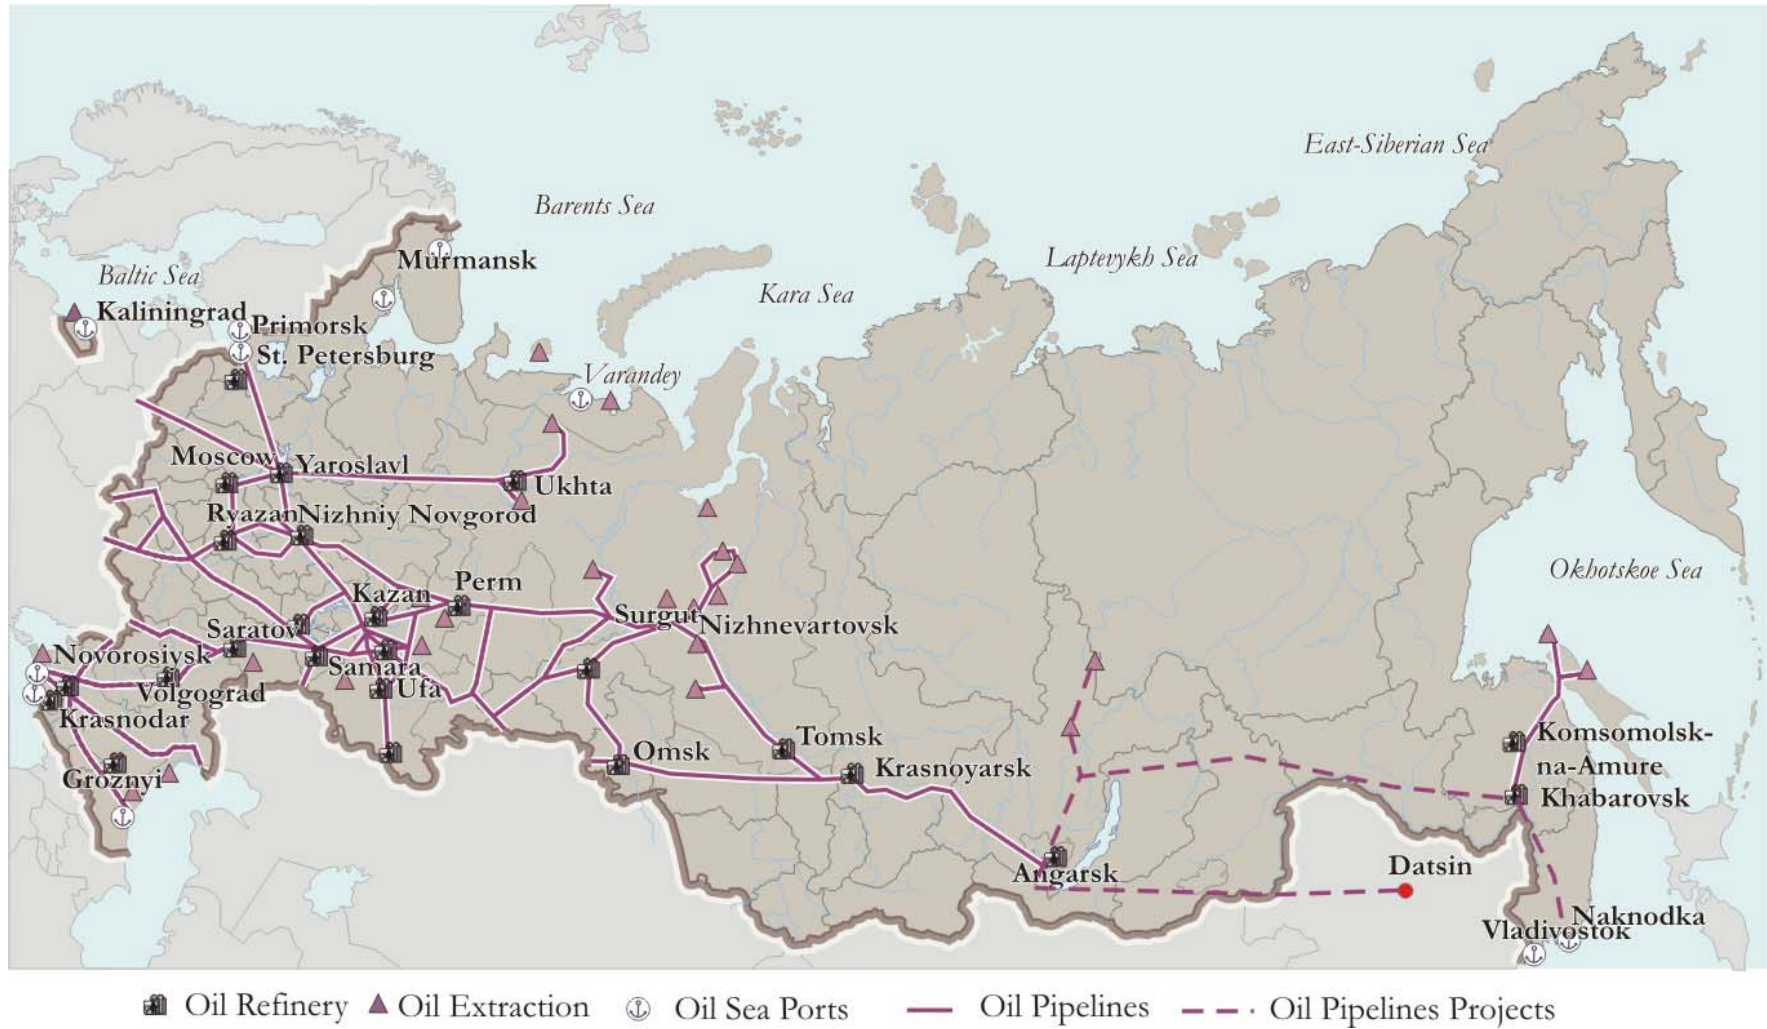 East-Siberian Sea
Barents Sea
Laptevykh Sea
Murmansk
Baltic Sea
Kara Sea
Kaliningrad
Primorsk
St. Petersburg
Varandey
Moscow
Yaroslavl
Ukhta
Ryazan
Nizhniy Novgorod
Okhotskoe Sea
Perm
Kazan
Surgut
Nizhnevartovsk
Saratov
Novorosiysk
Samara
Volgograd
Ufa
Krasnodar
Omsk
Tomsk
Krasnoyarsk
Komsomolsk-
na-Amure
Groznyi
Khabarovsk
Angarsk
Datsin
Naknodka
Vladivostok
Oil Refinery
Oil Extraction
Oil Sea Ports
Oil Pipelines
Oil Pipelines Projects